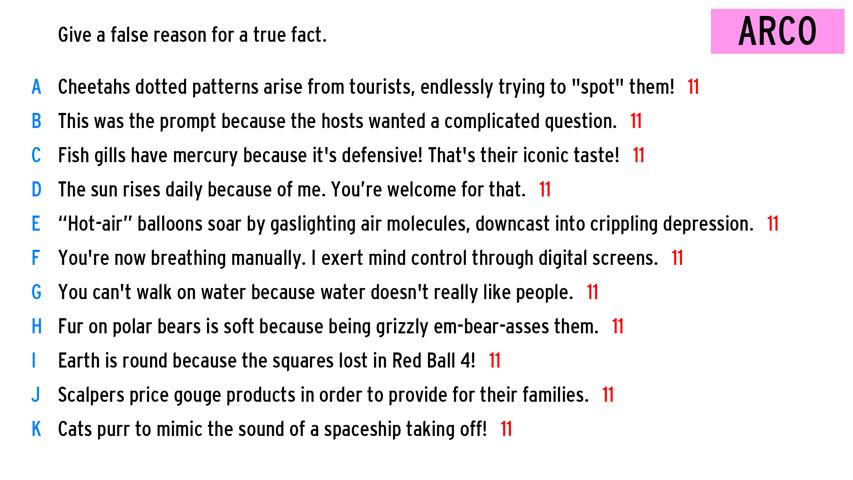 Give a false reason for a true fact.
ARCO
A Cheetahs dotted patterns arise from tourists, endlessly trying to "spot" them! 11
B This was the prompt because the hosts wanted a complicated question. 11
C Fish gills have mercury because it's defensive! That's their iconic taste! 11
D The sun rises daily because of me. You’re welcome for that. 11
E “Hot-air” balloons soar by gaslighting air molecules, downcast into crippling depression. 11
F You're now breathing manually. I exert mind control through digital screens. 11
G You can't walk on water because water doesn't really like people. 11
H Fur on polar bears is soft because being grizzly em-bear-asses them. 11
I Earth is round because the squares lost in Red Ball 4! 11
J Scalpers price gouge products in order to provide for their families. 11
K Cats purr to mimic the sound of a spaceship taking off! 11